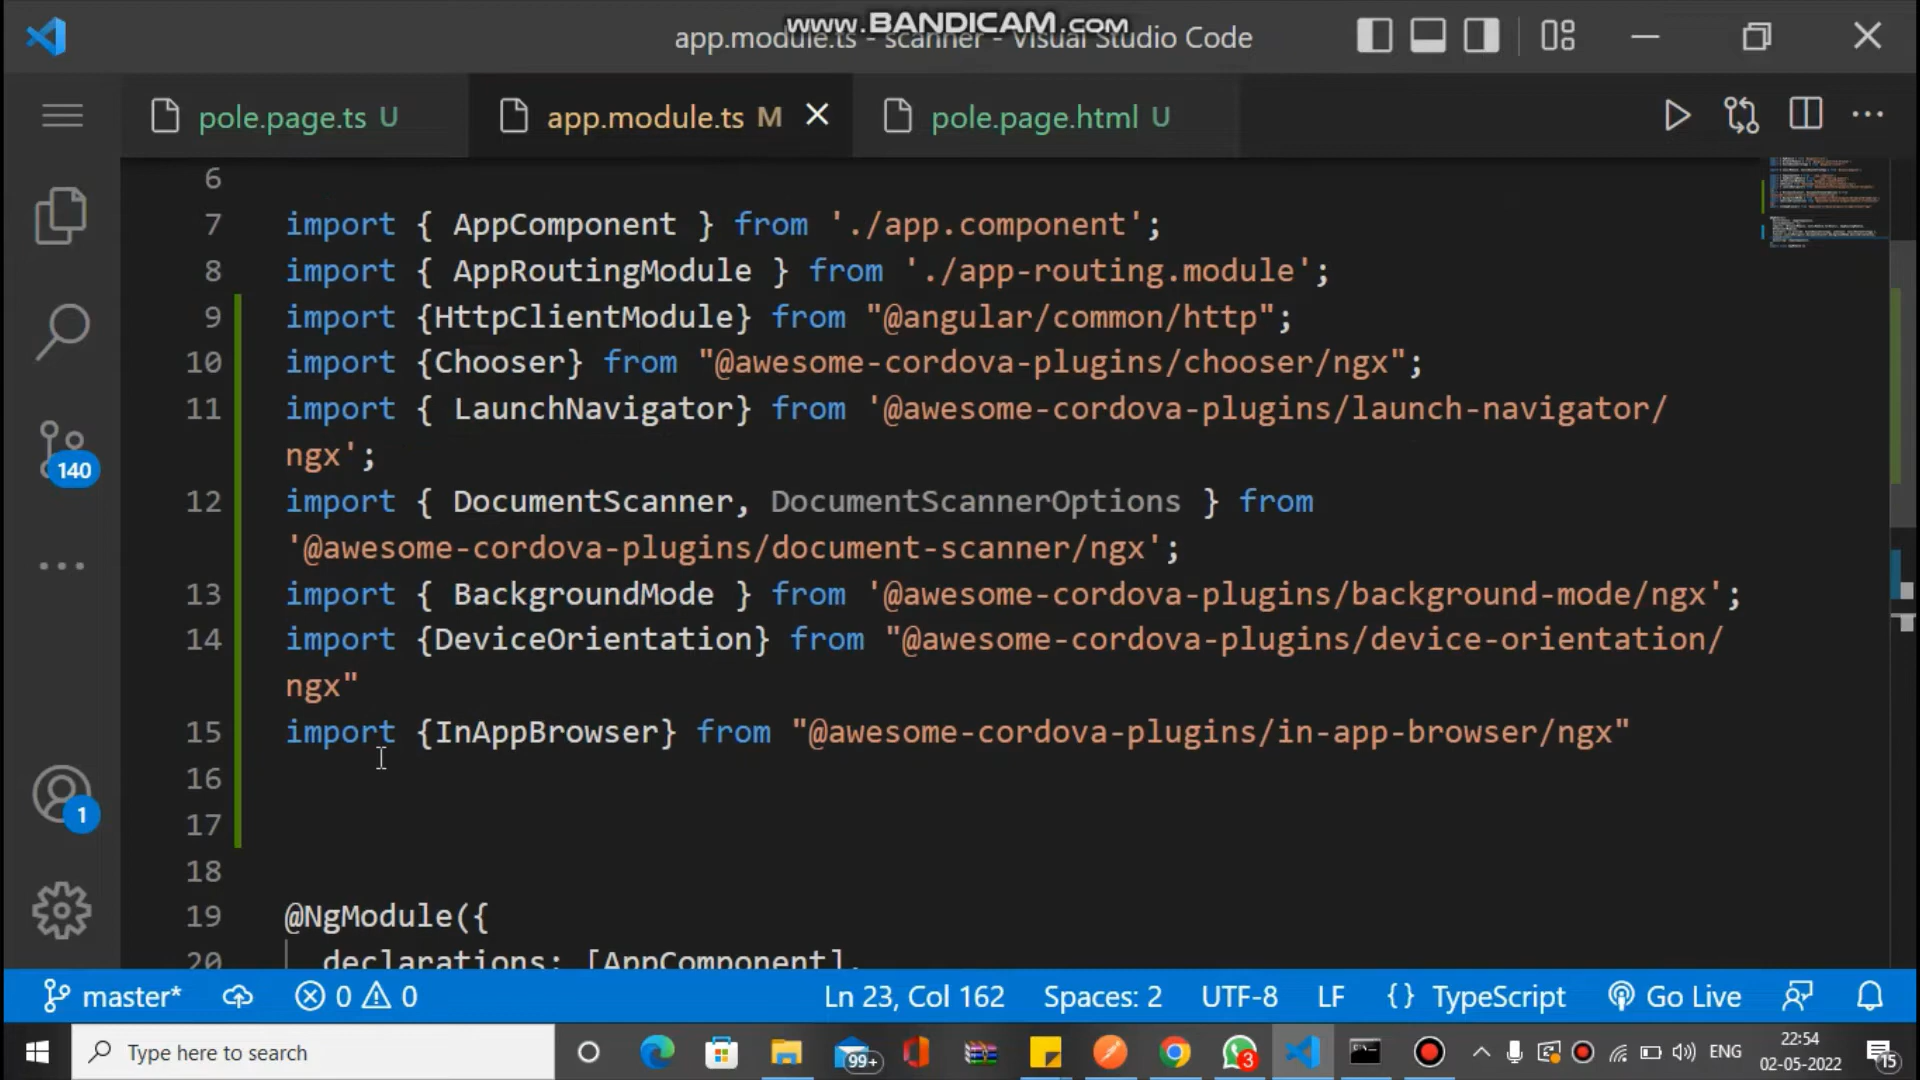 www.BANDICAM.com
app.module.ts - scanner - Visual Studio Code
pole.page.ts U
app.module.ts M
pole.page.html U
6
7 import { AppComponent } from './app.component';
8 import { AppRoutingModule } from './app-routing.module';
9 import {HttpClientModule} from "@angular/common/http";
10 import {Chooser} from "@awesome-cordova-plugins/chooser/ngx";
11 import { LaunchNavigator} from '@awesome-cordova-plugins/launch-navigator/
ngx';
12 import { DocumentScanner, DocumentScannerOptions } from
'@awesome-cordova-plugins/document-scanner/ngx';
13 import { BackgroundMode } from '@awesome-cordova-plugins/background-mode/ngx';
14 import {DeviceOrientation} from "@awesome-cordova-plugins/device-orientation/
ngx"
15 import {InAppBrowser} from "@awesome-cordova-plugins/in-app-browser/ngx"
16
17
18
19 @NgModule({
20 declarations: [AppComponent],
140
1
master* 0 0 Ln 23, Col 162 Spaces: 2 UTF-8 LF {} TypeScript Go Live
Type here to search 99+ 3 ENG 22:54
02-05-2022 15